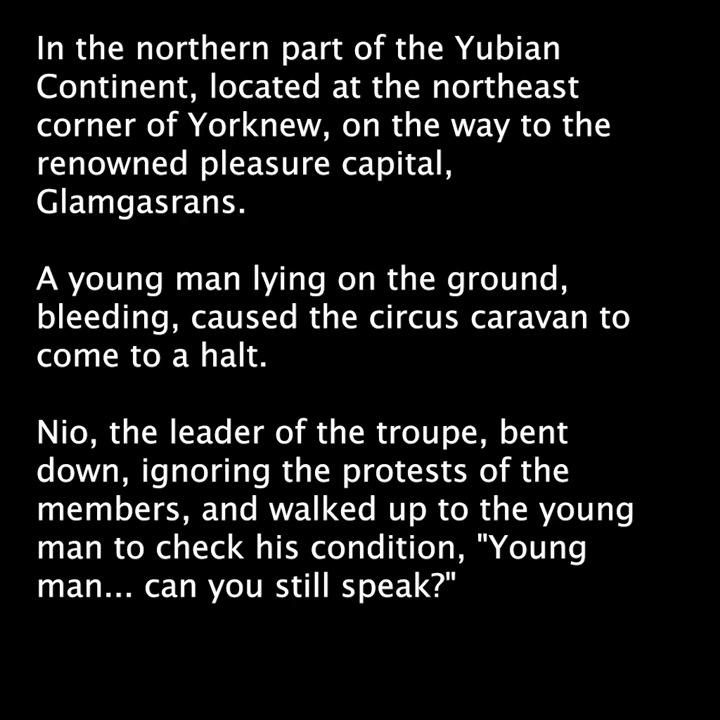 In the northern part of the Yubian
Continent, located at the northeast
corner of Yorknew, on the way to the
renowned pleasure capital,
Glamgasrans.
A young man lying on the ground,
bleeding, caused the circus caravan to
come to a halt.
Nio, the leader of the troupe, bent
down, ignoring the protests of the
members, and walked up to the young
man to check his condition, "Young
man... can you still speak?"